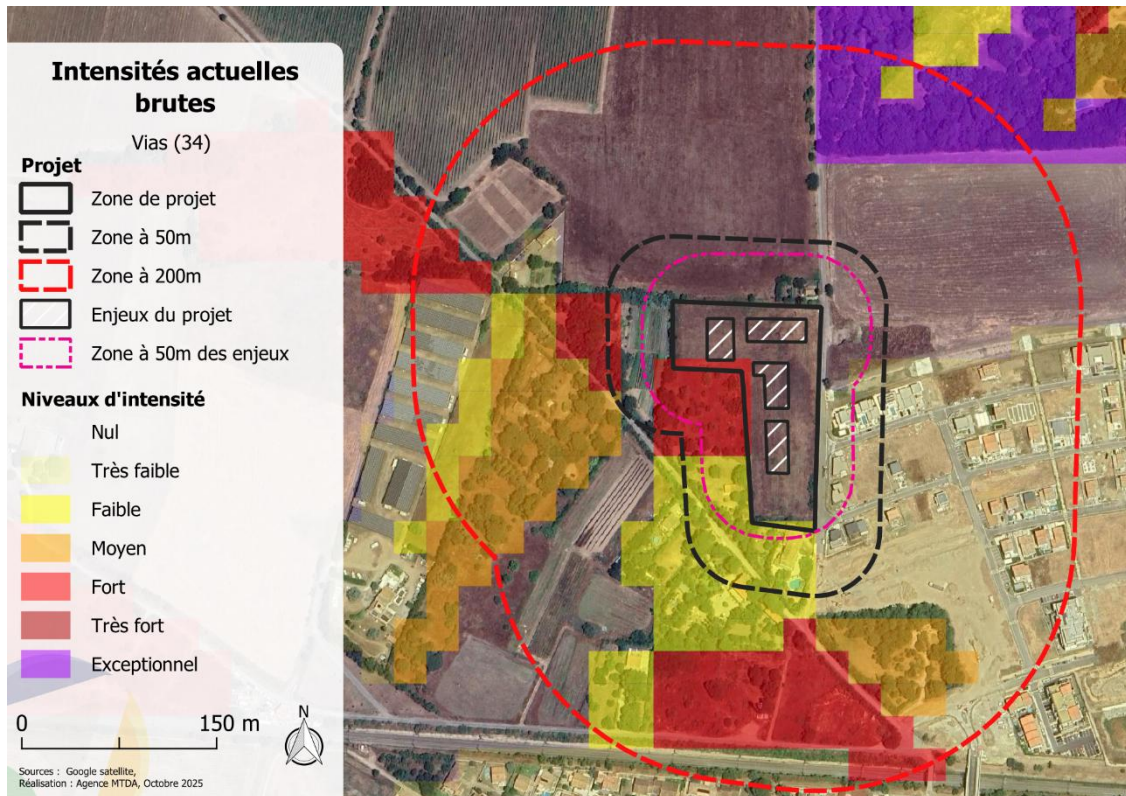 Intensités actuelles
brutes
Vias (34)
Projet
Zone de projet
Zone à 50m
Zone à 200m
Enjeux du projet
Zone à 50m des enjeux
Niveaux d'intensité
Nul
Très faible
Faible
Moyen
Fort
Très fort
Exceptionnel
0 150 m
N
Sources : Google satellite,
Réalisation : Agence MTDA, Octobre 2025